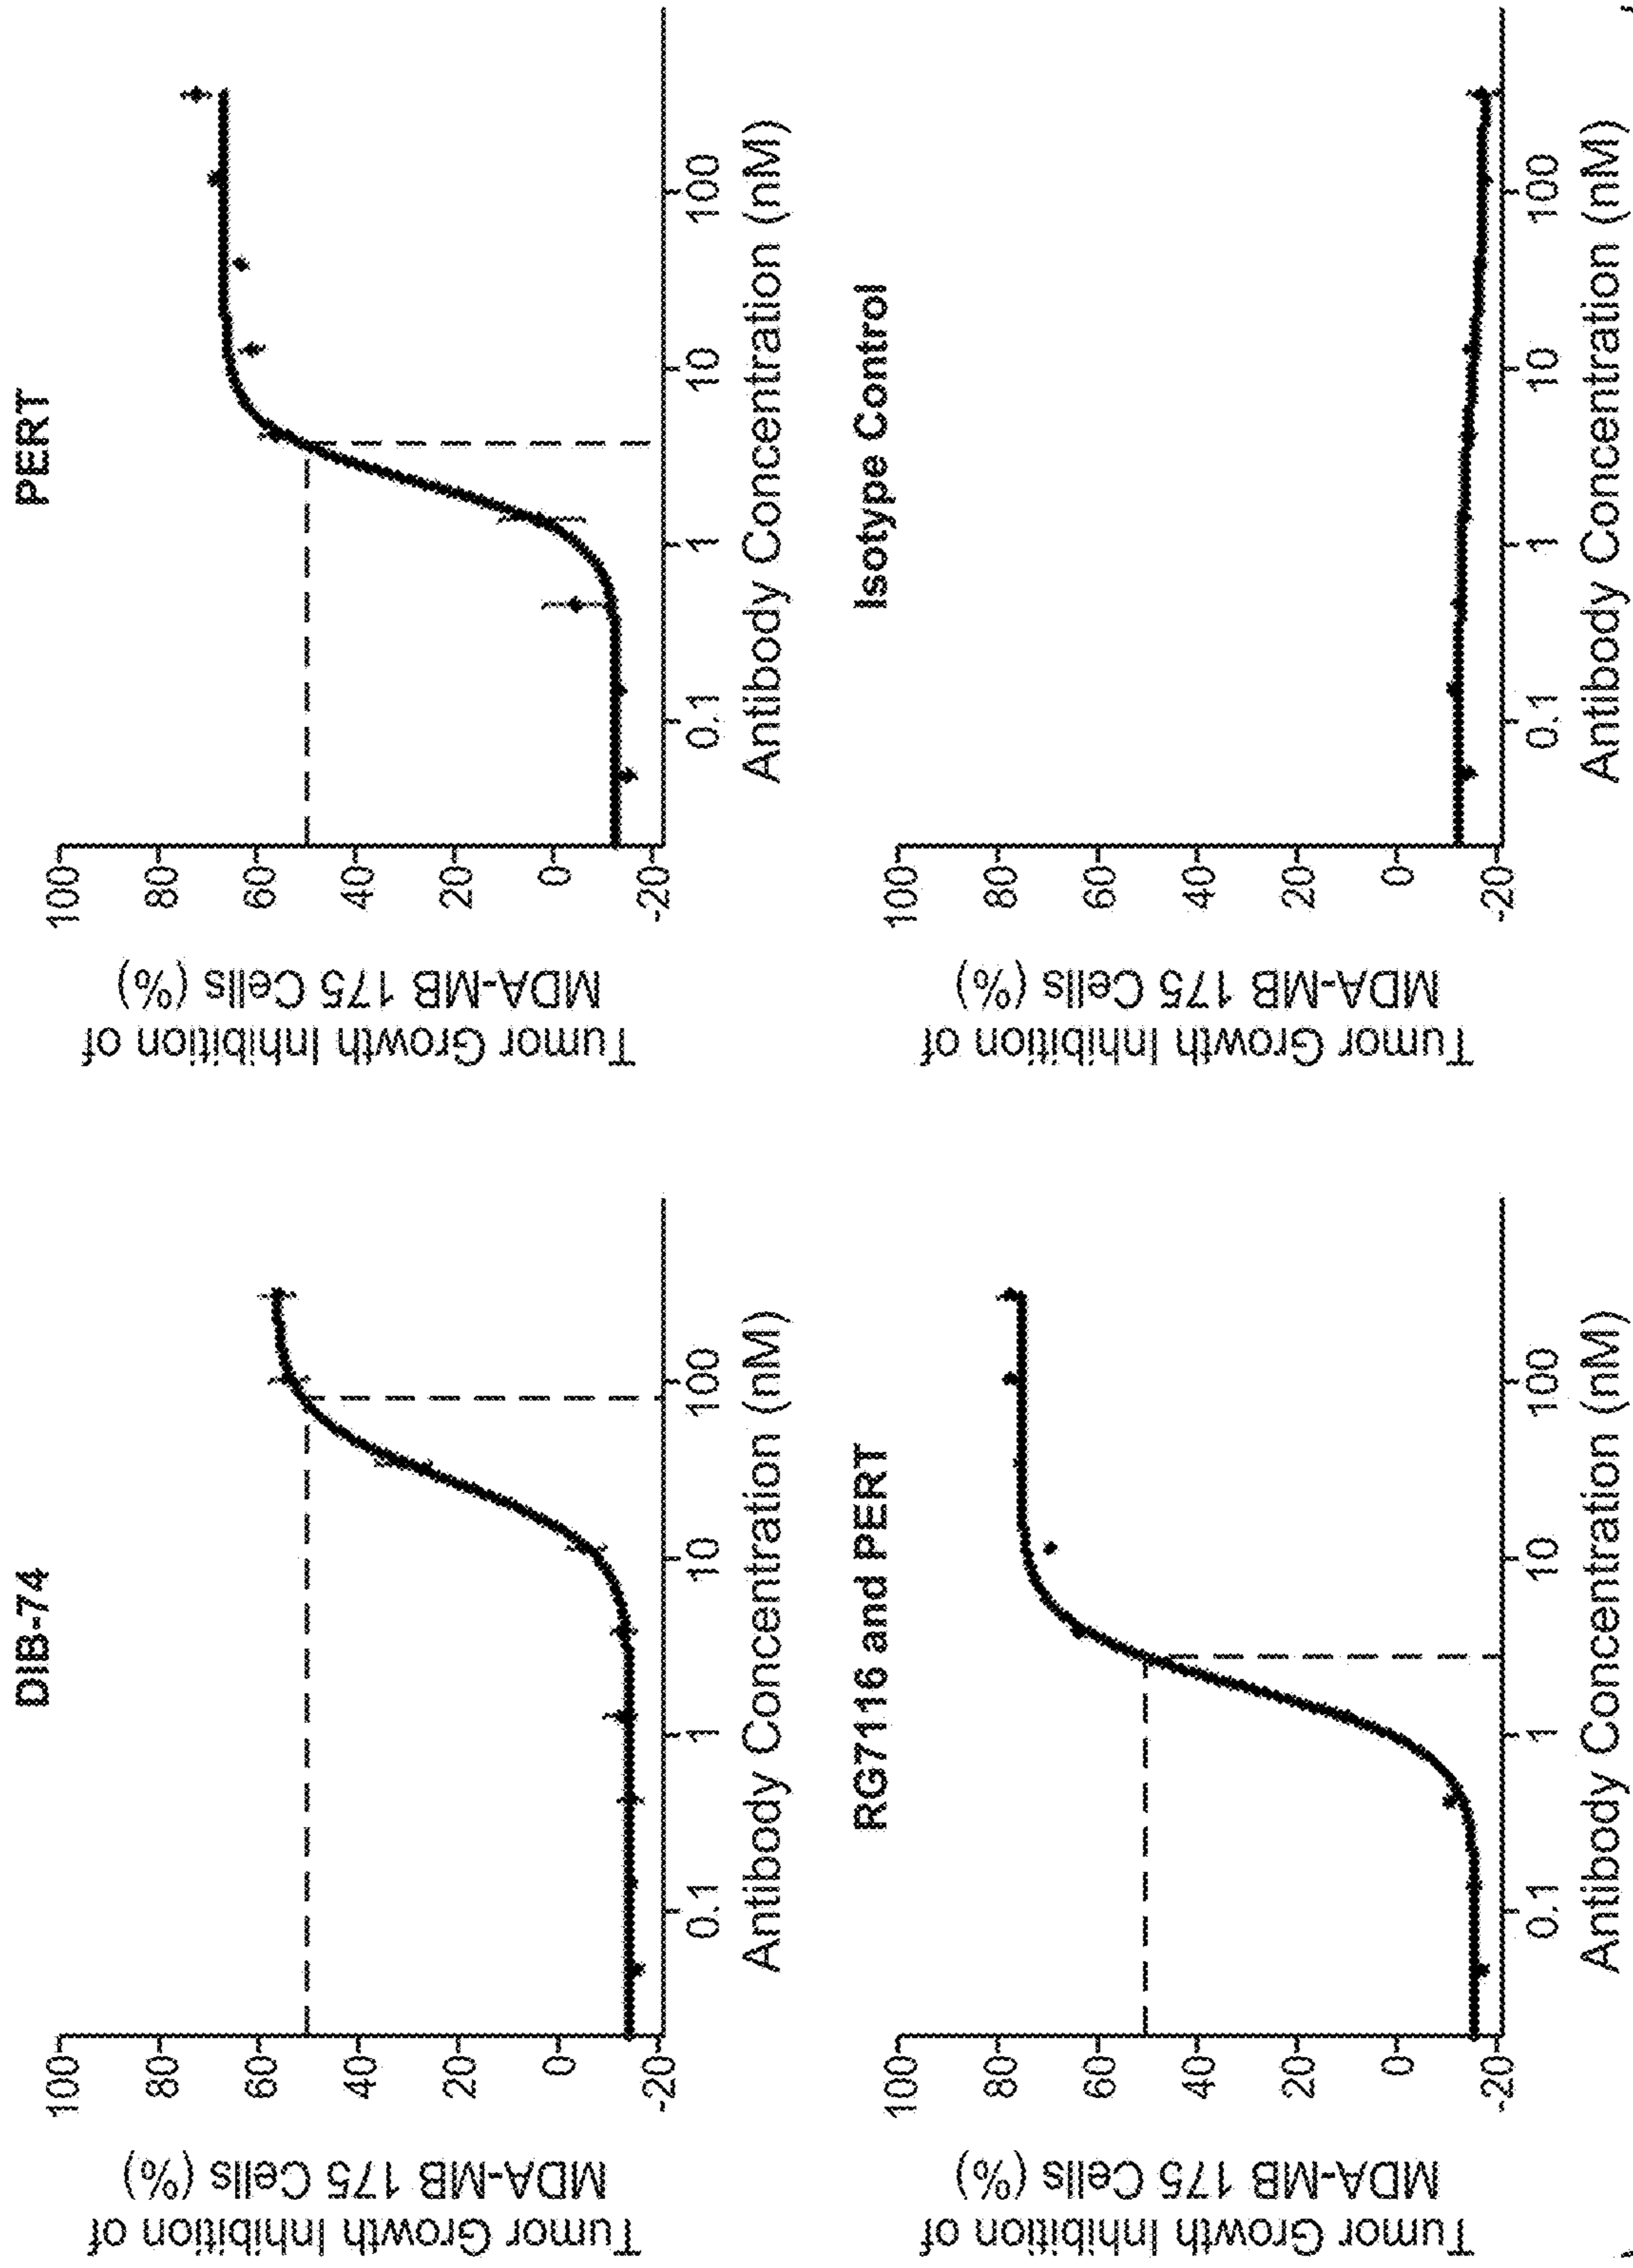 DIB-74
Tumor Growth Inhibition of
MDA-MB 175 Cells (%)
100
80
60
40
20
0
-20
0.1
1
10
100
Antibody Concentration (nM)
PERT
Tumor Growth Inhibition of
MDA-MB 175 Cells (%)
100
80
60
40
20
0
-20
0.1
1
10
100
Antibody Concentration (nM)
RG7116 and PERT
Tumor Growth Inhibition of
MDA-MB 175 Cells (%)
100
80
60
40
20
0
-20
0.1
1
10
100
Antibody Concentration (nM)
Isotype Control
Tumor Growth Inhibition of
MDA-MB 175 Cells (%)
100
80
60
40
20
0
-20
0.1
1
10
100
Antibody Concentration (nM)